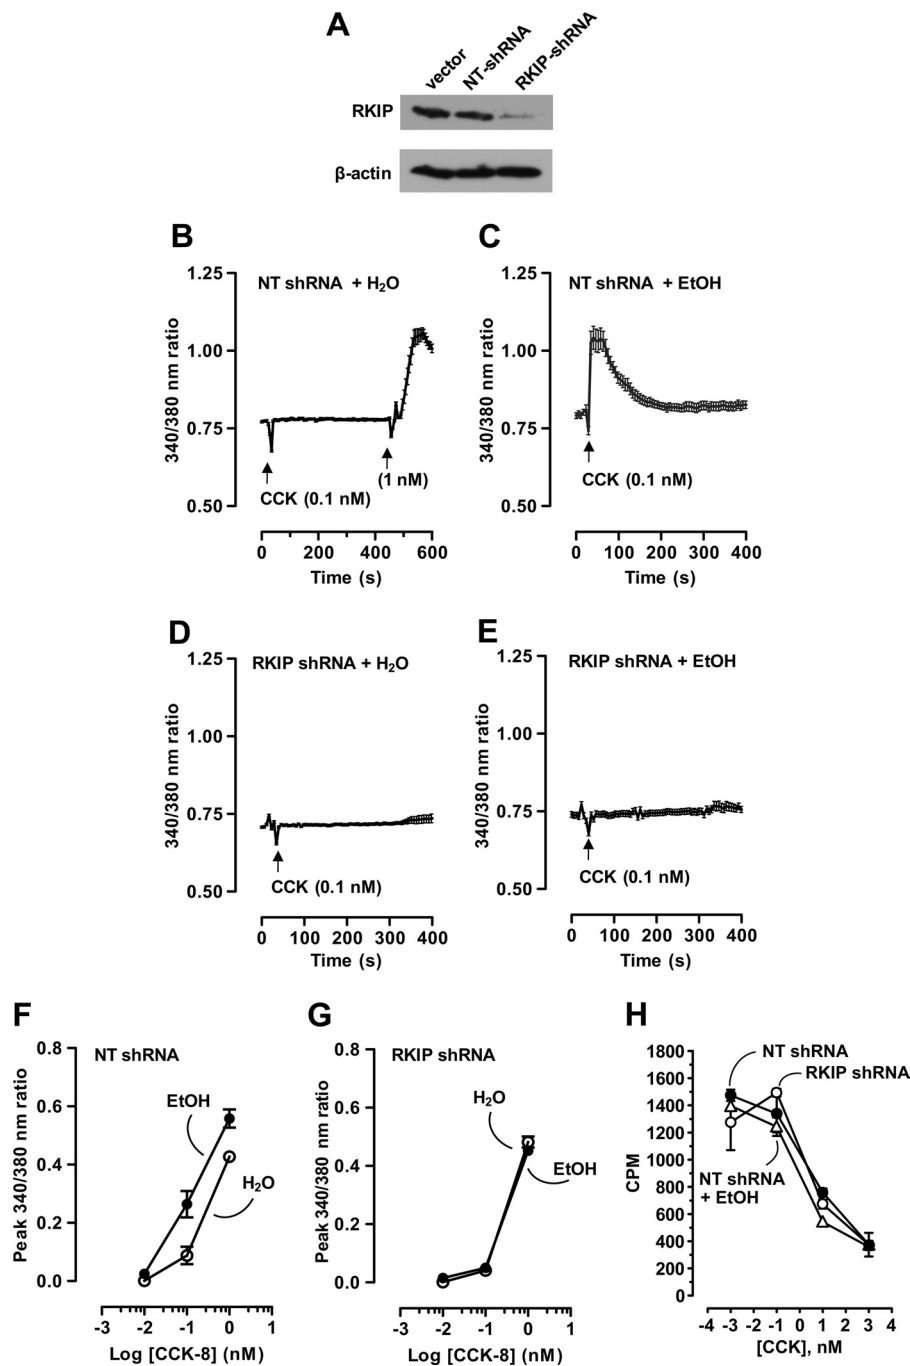 A
vector
NT-shRNA
RKIP-shRNA
RKIP
β-actin
B
NT shRNA + H₂O
340/380 nm ratio
1.25
1.00
0.75
0.50
CCK (0.1 nM)
(1 nM)
0 200 400 600
Time (s)
C
NT shRNA + EtOH
340/380 nm ratio
1.25
1.00
0.75
0.50
CCK (0.1 nM)
0 100 200 300 400
Time (s)
D
RKIP shRNA + H₂O
340/380 nm ratio
1.25
1.00
0.75
0.50
CCK (0.1 nM)
0 100 200 300 400
Time (s)
E
RKIP shRNA + EtOH
340/380 nm ratio
1.25
1.00
0.75
0.50
CCK (0.1 nM)
0 100 200 300 400
Time (s)
F
NT shRNA
Peak 340/380 nm ratio
0.8
0.6
0.4
0.2
0.0
EtOH
H₂O
-3 -2 -1 0 1
Log [CCK-8] (nM)
G
RKIP shRNA
Peak 340/380 nm ratio
0.8
0.6
0.4
0.2
0.0
H₂O
EtOH
-3 -2 -1 0 1
Log [CCK-8] (nM)
H
CPM
1800
1600
1400
1200
1000
800
600
400
200
0
NT shRNA
RKIP shRNA
NT shRNA
+ EtOH
-4 -3 -2 -1 0 1 2 3 4
[CCK], nM